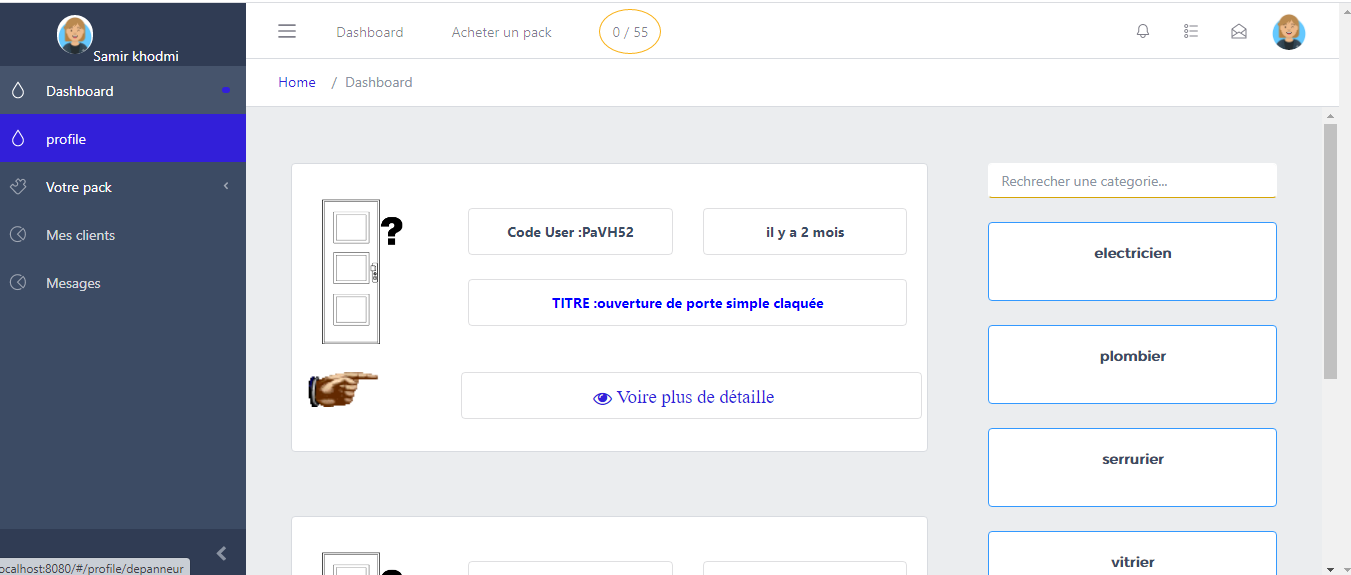 Samir khodmi
Dashboard
profile
Votre pack
Mes clients
Mesages
ocalhost:8080/#/profile/depanneur
Dashboard Acheter un pack 0 / 55
Home / Dashboard
Code User :PaVH52 il y a 2 mois
TITRE :ouverture de porte simple claquée
?
Voire plus de détaille
Rechrecher une categorie...
electricien
plombier
serrurier
vitrier